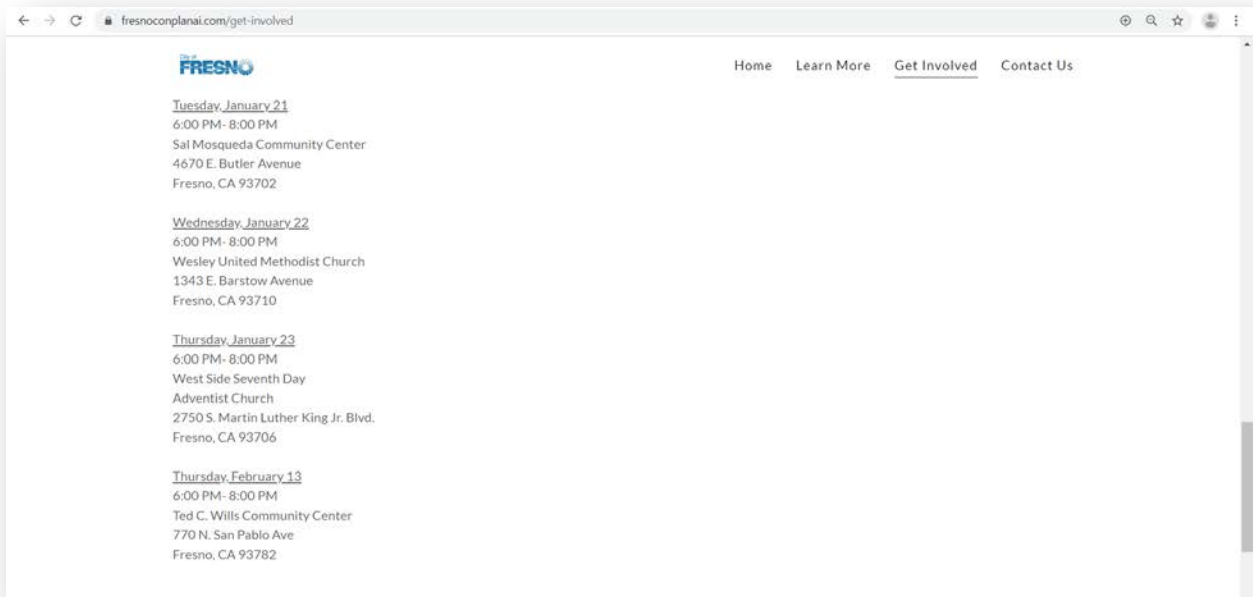 fresnoconplanai.com/get-involved
City of
FRESNO
Home Learn More Get Involved Contact Us
Tuesday, January 21
6:00 PM- 8:00 PM
Sal Mosqueda Community Center
4670 E. Butler Avenue
Fresno, CA 93702
Wednesday, January 22
6:00 PM- 8:00 PM
Wesley United Methodist Church
1343 E. Barstow Avenue
Fresno, CA 93710
Thursday, January 23
6:00 PM- 8:00 PM
West Side Seventh Day
Adventist Church
2750 S. Martin Luther King Jr. Blvd.
Fresno, CA 93706
Thursday, February 13
6:00 PM- 8:00 PM
Ted C. Wills Community Center
770 N. San Pablo Ave
Fresno, CA 93782